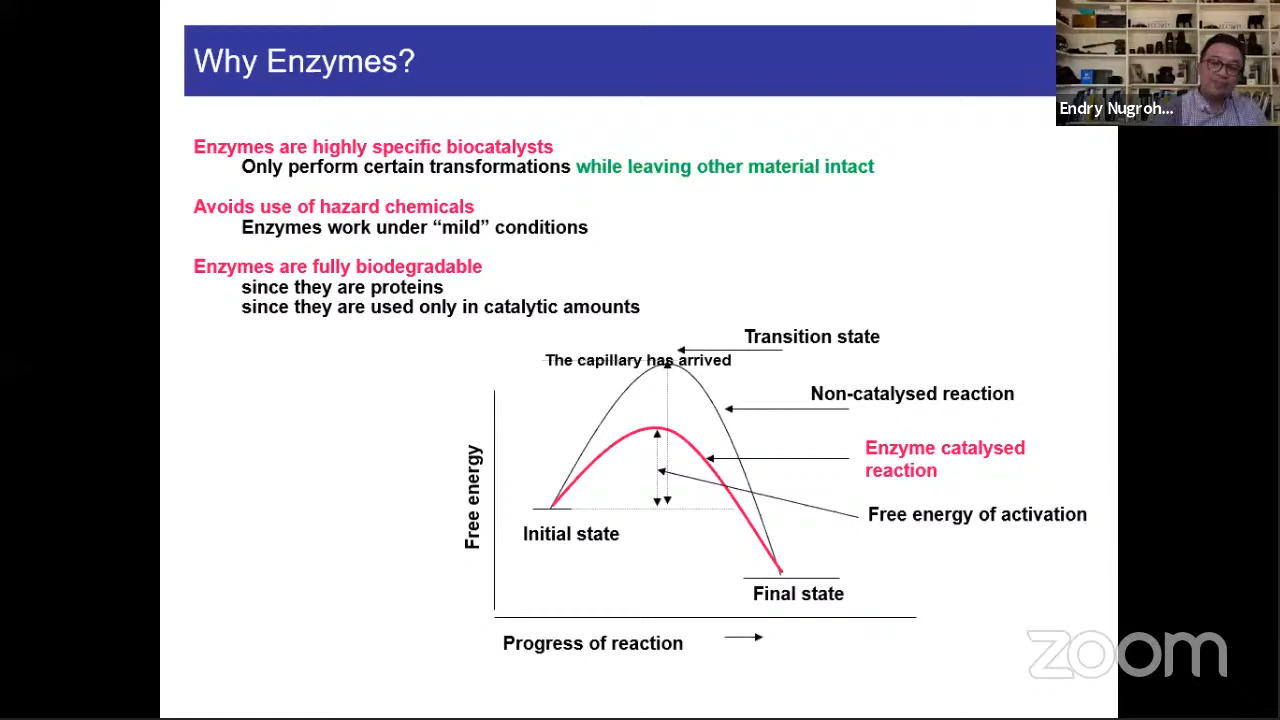 Why Enzymes?
Endry Nugroh...
Enzymes are highly specific biocatalysts
Only perform certain transformations while leaving other material intact
Avoids use of hazard chemicals
Enzymes work under “mild” conditions
Enzymes are fully biodegradable
since they are proteins
since they are used only in catalytic amounts
Transition state
The capillary has arrived
Non-catalysed reaction
Enzyme catalysed
reaction
Free energy of activation
Free energy
Initial state
Final state
Progress of reaction
zoom